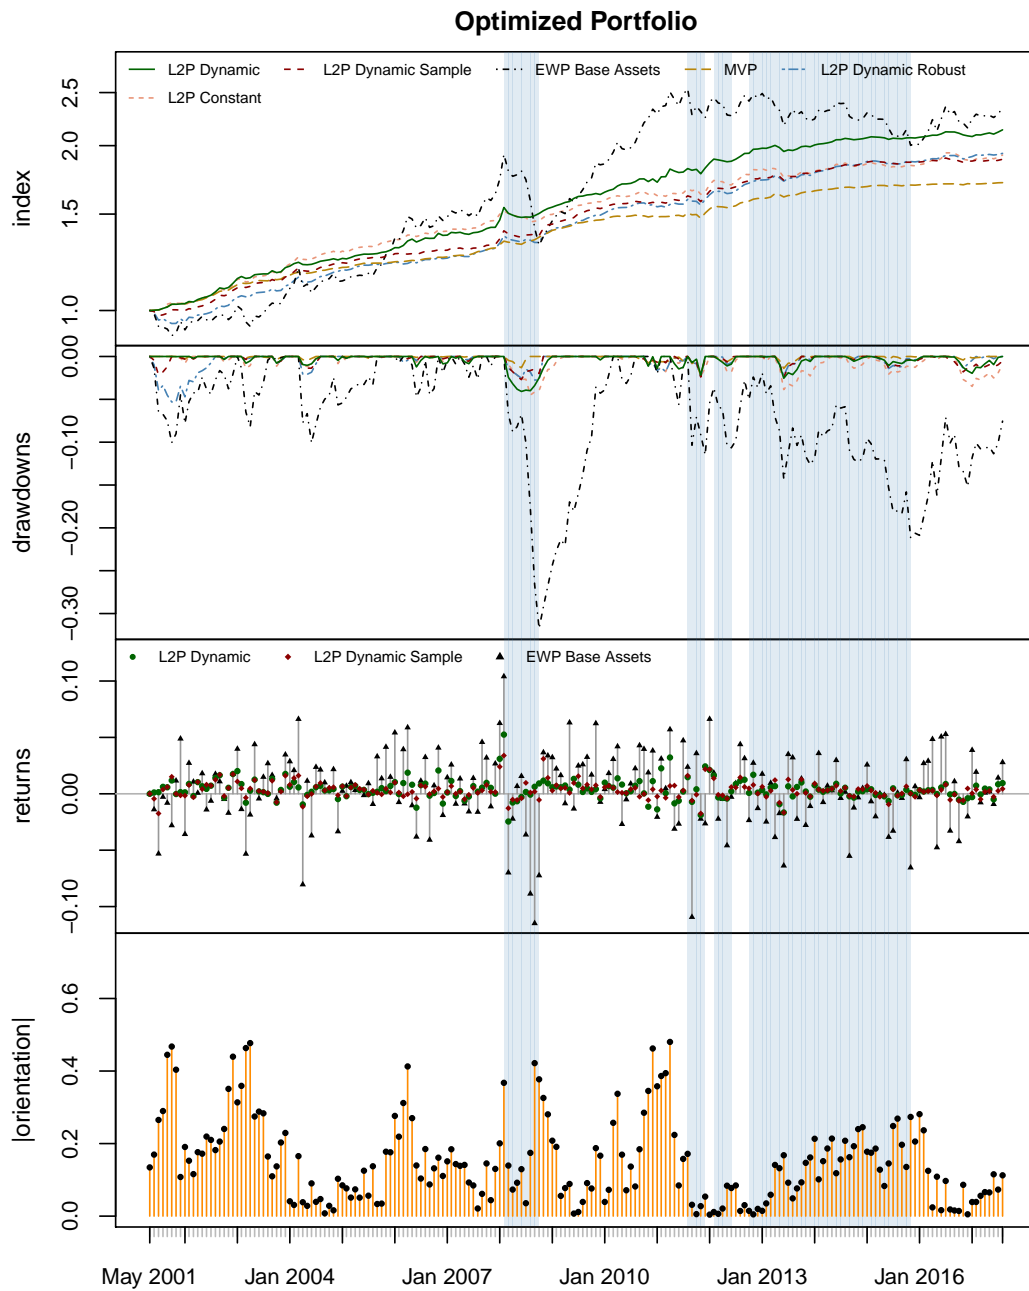 Optimized Portfolio
L2P Dynamic L2P Dynamic Sample EWP Base Assets MVP L2P Dynamic Robust
L2P Constant
index
2.5
2.0
1.5
1.0
drawdowns
0.00
−0.10
−0.20
−0.30
L2P Dynamic L2P Dynamic Sample EWP Base Assets
returns
0.10
0.00
−0.10
|orientation|
0.6
0.4
0.2
0.0
May 2001 Jan 2004 Jan 2007 Jan 2010 Jan 2013 Jan 2016